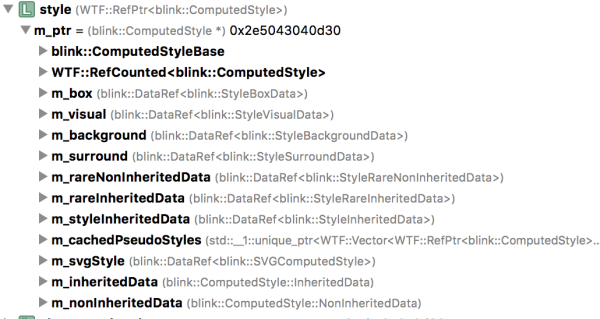 L style (WTF::RefPtr<blink::ComputedStyle>)
m_ptr = (blink::ComputedStyle *) 0x2e5043040d30
blink::ComputedStyleBase
WTF::RefCounted<blink::ComputedStyle>
m_box (blink::DataRef<blink::StyleBoxData>)
m_visual (blink::DataRef<blink::StyleVisualData>)
m_background (blink::DataRef<blink::StyleBackgroundData>)
m_surround (blink::DataRef<blink::StyleSurroundData>)
m_rareNonInheritedData (blink::DataRef<blink::StyleRareNonInheritedData>)
m_rareInheritedData (blink::DataRef<blink::StyleRareInheritedData>)
m_styleInheritedData (blink::DataRef<blink::StyleInheritedData>)
m_cachedPseudoStyles (std::__1::unique_ptr<WTF::Vector<WTF::RefPtr<blink::ComputedStyle>...
m_svgStyle (blink::DataRef<blink::SVGComputedStyle>)
m_inheritedData (blink::ComputedStyle::InheritedData)
m_nonInheritedData (blink::ComputedStyle::NonInheritedData)